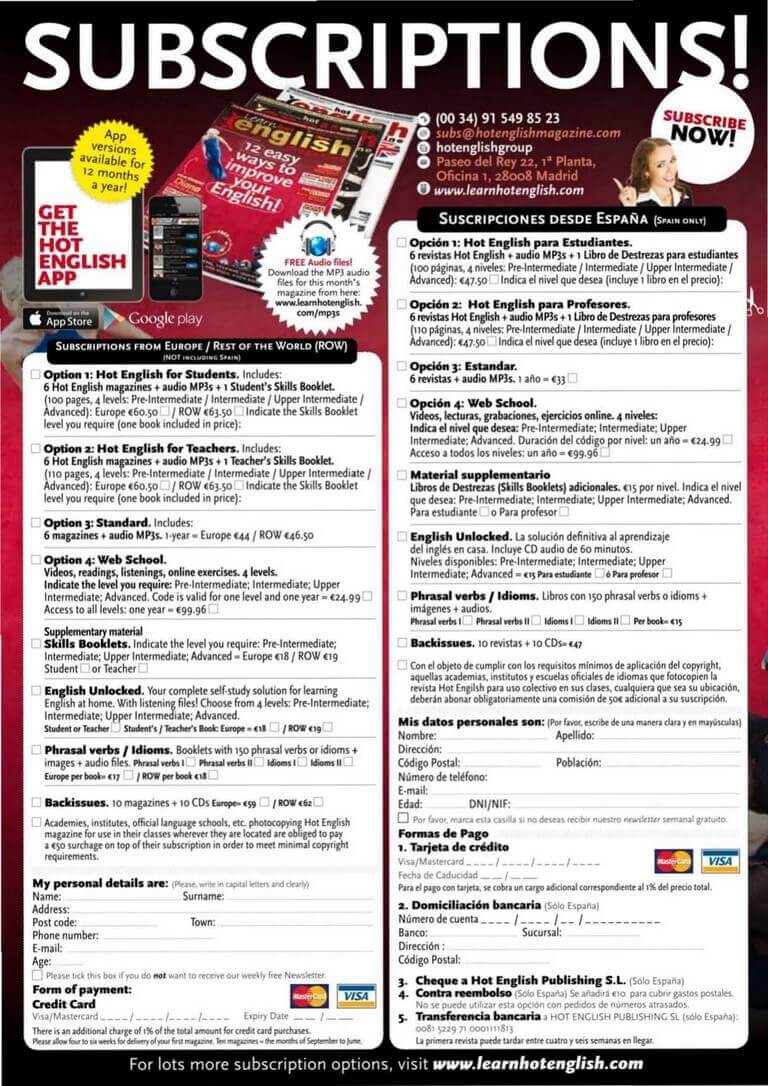 SUBSCRIPTIONS!
App
versions
available for
12 months
a year!
GET
THE
HOT
ENGLISH
APP
Download on the
App Store
Google play
Learn
hot
english
12 easy
ways to
improve
your
English!
FREE Audio files!
Download the MP3 audio
files for this month's
magazine from here:
www.learnhotenglish.
com/mp3s
(00 34) 91 549 85 23
subs@hotenglishmagazine.com
hotenglishgroup
Paseo del Rey 22, 1ª Planta,
Oficina 1, 28008 Madrid
www.learnhotenglish.com
SUBSCRIBE
NOW!
SUBSCRIPTIONS FROM EUROPE / REST OF THE WORLD (ROW)
(NOT INCLUDING SPAIN)
Option 1: Hot English for Students. Includes:
6 Hot English magazines + audio MP3s + 1 Student's Skills Booklet.
(100 pages, 4 levels: Pre-Intermediate / Intermediate / Upper Intermediate /
Advanced): Europe €60.50 / ROW €63.50 Indicate the Skills Booklet
level you require (one book included in price):
Option 2: Hot English for Teachers. Includes:
6 Hot English magazines + audio MP3s + 1 Teacher's Skills Booklet.
(110 pages, 4 levels: Pre-Intermediate / Intermediate / Upper Intermediate /
Advanced): Europe €60.50 / ROW €63.50 Indicate the Skills Booklet
level you require (one book included in price):
Option 3: Standard. Includes:
6 magazines + audio MP3s. 1-year = Europe €44 / ROW €46.50
Option 4: Web School.
Videos, readings, listenings, online exercises. 4 levels.
Indicate the level you require: Pre-Intermediate; Intermediate; Upper
Intermediate; Advanced. Code is valid for one level and one year = €24.99
Access to all levels: one year = €99.96
Supplementary material
Skills Booklets. Indicate the level you require: Pre-Intermediate;
Intermediate; Upper Intermediate; Advanced = Europe €18 / ROW €19
Student or Teacher
English Unlocked. Your complete self-study solution for learning
English at home. With listening files! Choose from 4 levels: Pre-Intermediate;
Intermediate; Upper Intermediate; Advanced.
Student or Teacher Student's / Teacher's Book: Europe = €18 / ROW €19
Phrasal verbs / Idioms. Booklets with 150 phrasal verbs or idioms +
images + audio files. Phrasal verbs I Phrasal verbs II Idioms I Idioms II
Europe per book= €17 / ROW per book €18
Backissues. 10 magazines + 10 CDs Europe= €59 / ROW €62
Academies, institutes, official language schools, etc. photocopying Hot English
magazine for use in their classes wherever they are located are obliged to pay
a €50 surchage on top of their subscription in order to meet minimal copyright
requirements.
My personal details are: (Please, write in capital letters and clearly)
Name: Surname:
Address:
Post code: Town:
Phone number:
E-mail:
Age:
Please tick this box if you do not want to receive our weekly free Newsletter.
Form of payment:
Credit Card
MasterCard VISA
Visa/Mastercard _ _ _ _ / _ _ _ _ / _ _ _ _ / _ _ _ _ Expiry Date _ _ / _ _
There is an additional charge of 1% of the total amount for credit card purchases.
Please allow four to six weeks for delivery of your first magazine. Ten magazines = the months of September to June.
SUSCRIPCIONES DESDE ESPAÑA (SPAIN ONLY)
Opción 1: Hot English para Estudiantes.
6 revistas Hot English + audio MP3s + 1 Libro de Destrezas para estudiantes
(100 páginas, 4 niveles: Pre-Intermediate / Intermediate / Upper Intermediate /
Advanced): €47.50 Indica el nivel que desea (incluye 1 libro en el precio):
Opción 2: Hot English para Profesores.
6 revistas Hot English + audio MP3s + 1 Libro de Destrezas para profesores
(110 páginas, 4 niveles: Pre-Intermediate / Intermediate / Upper Intermediate /
Advanced): €47.50 Indica el nivel que desea (incluye 1 libro en el precio):
Opción 3: Estandar.
6 revistas + audio MP3s. 1 año = €33
Opción 4: Web School.
Videos, lecturas, grabaciones, ejercicios online. 4 niveles:
Indica el nivel que desea: Pre-Intermediate; Intermediate; Upper
Intermediate; Advanced. Duración del código por nivel: un año = €24.99
Acceso a todos los niveles: un año = €99.96
Material supplementario
Libros de Destrezas (Skills Booklets) adicionales. €15 por nivel. Indica el nivel
que desea: Pre-Intermediate; Intermediate; Upper Intermediate; Advanced.
Para estudiante o Para profesor
English Unlocked. La solución definitiva al aprendizaje
del inglés en casa. Incluye CD audio de 60 minutos.
Niveles disponibles: Pre-Intermediate; Intermediate; Upper
Intermediate; Advanced = €15 Para estudiante ó Para profesor
Phrasal verbs / Idioms. Libros con 150 phrasal verbs o idioms +
imágenes + audios.
Phrasal verbs I Phrasal verbs II Idioms I Idioms II Per book= €15
Backissues. 10 revistas + 10 CDs= €47
Con el objeto de cumplir con los requisitos mínimos de aplicación del copyright,
aquellas academias, institutos y escuelas oficiales de idiomas que fotocopien la
revista Hot English para uso colectivo en sus clases, cualquiera que sea su ubicación,
deberán abonar obligatoriamente una comisión de 50€ adicional a su suscripción.
Mis datos personales son: (Por favor, escribe de una manera clara y en mayúsculas)
Nombre: Apellido:
Dirección:
Código Postal: Población:
Número de teléfono:
E-mail:
Edad: DNI/NIF:
Por favor, marca esta casilla si no deseas recibir nuestro newsletter semanal gratuito.
Formas de Pago
1. Tarjeta de crédito
Visa/Mastercard _ _ _ _ / _ _ _ _ / _ _ _ _ / _ _ _ _
MasterCard VISA
Fecha de Caducidad _ _ / _ _
Para el pago con tarjeta, se cobra un cargo adicional correspondiente al 1% del precio total.
2. Domiciliación bancaria (Sólo España)
Número de cuenta _ _ _ _ / _ _ _ _ / _ _ / _ _ _ _ _ _ _ _ _ _
Banco: Sucursal:
Dirección :
Código Postal:
3. Cheque a Hot English Publishing S.L. (Sólo España)
4. Contra reembolso (Sólo España) Se añadirá €10 para cubrir gastos postales.
No se puede utilizar esta opción con pedidos de números atrasados.
5. Transferencia bancaria a HOT ENGLISH PUBLISHING SL (sólo España):
0081 5229 71 0001111813
La primera revista puede tardar entre cuatro y seis semanas en llegar.
For lots more subscription options, visit www.learnhotenglish.com